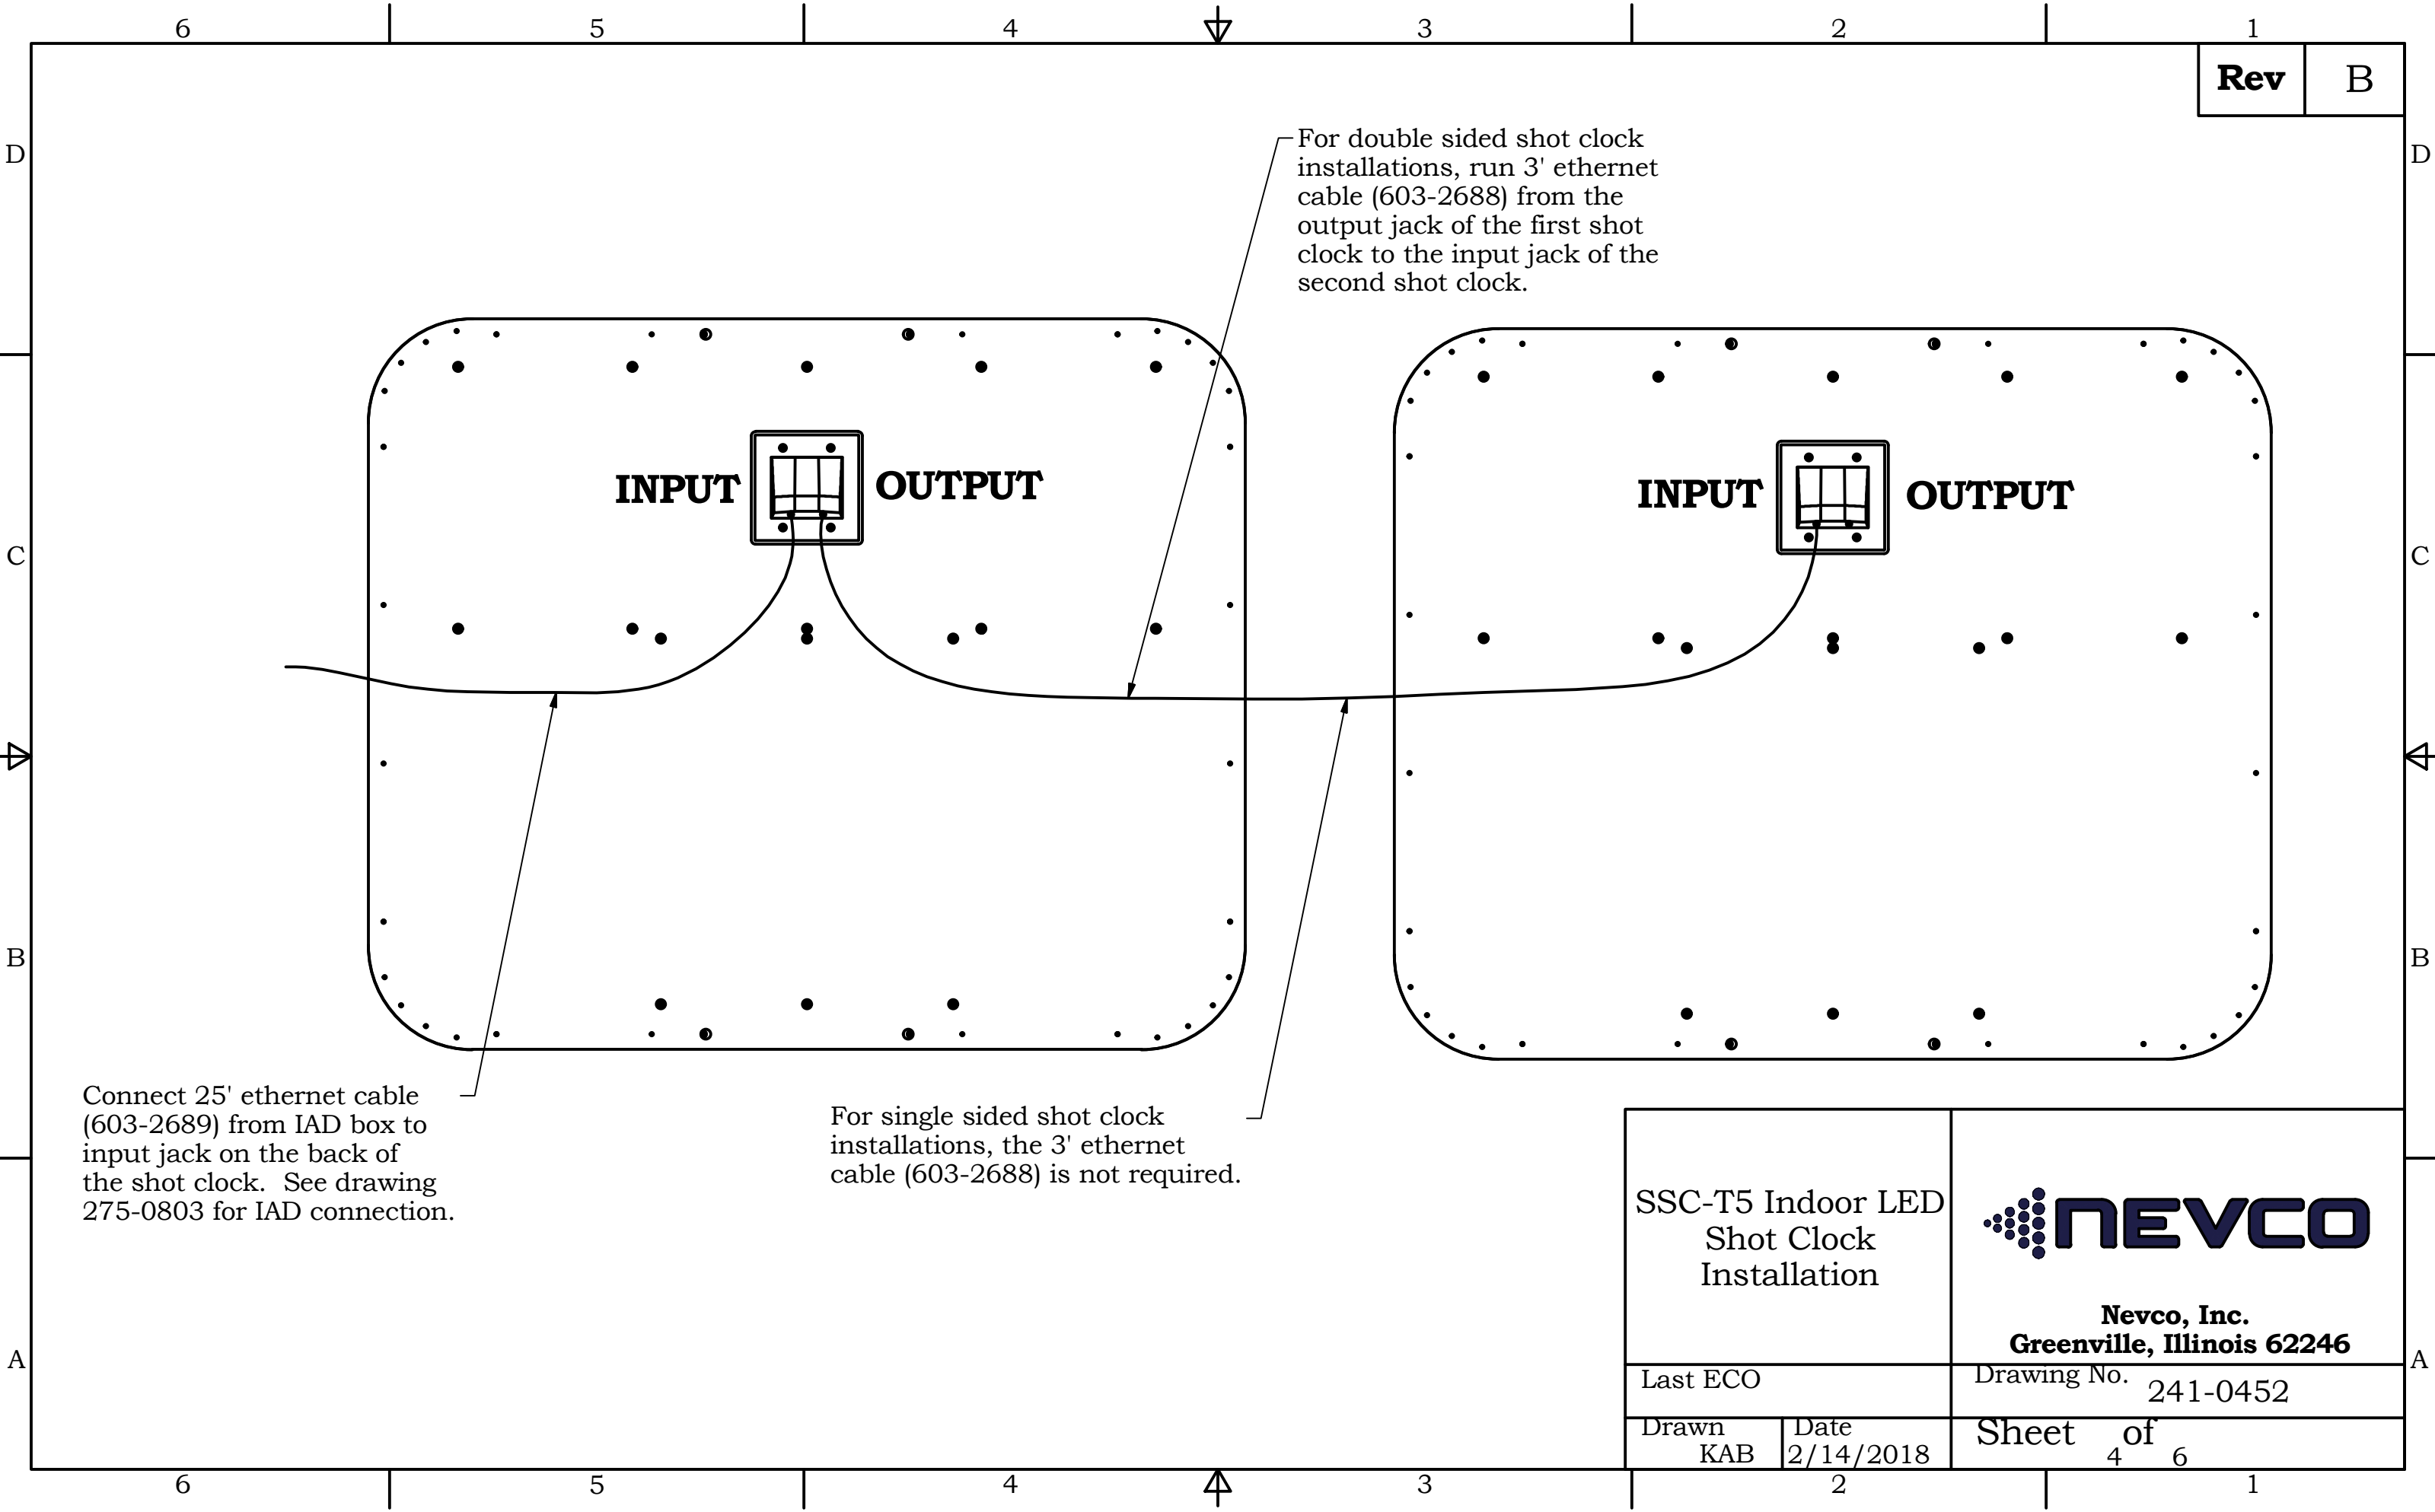 6 5 4 3 2 1
Rev B
D D
For double sided shot clock
installations, run 3' ethernet
cable (603-2688) from the
output jack of the first shot
clock to the input jack of the
second shot clock.
INPUT OUTPUT
INPUT OUTPUT
C C
B B
Connect 25' ethernet cable
(603-2689) from IAD box to
input jack on the back of
the shot clock.  See drawing
275-0803 for IAD connection.
For single sided shot clock
installations, the 3' ethernet
cable (603-2688) is not required.
SSC-T5 Indoor LED
Shot Clock
Installation
NEVCO
Nevco, Inc.
Greenville, Illinois 62246
A A
Last ECO
Drawing No. 241-0452
Drawn KAB
Date 2/14/2018
Sheet 4 of 6
6 5 4 3 2 1